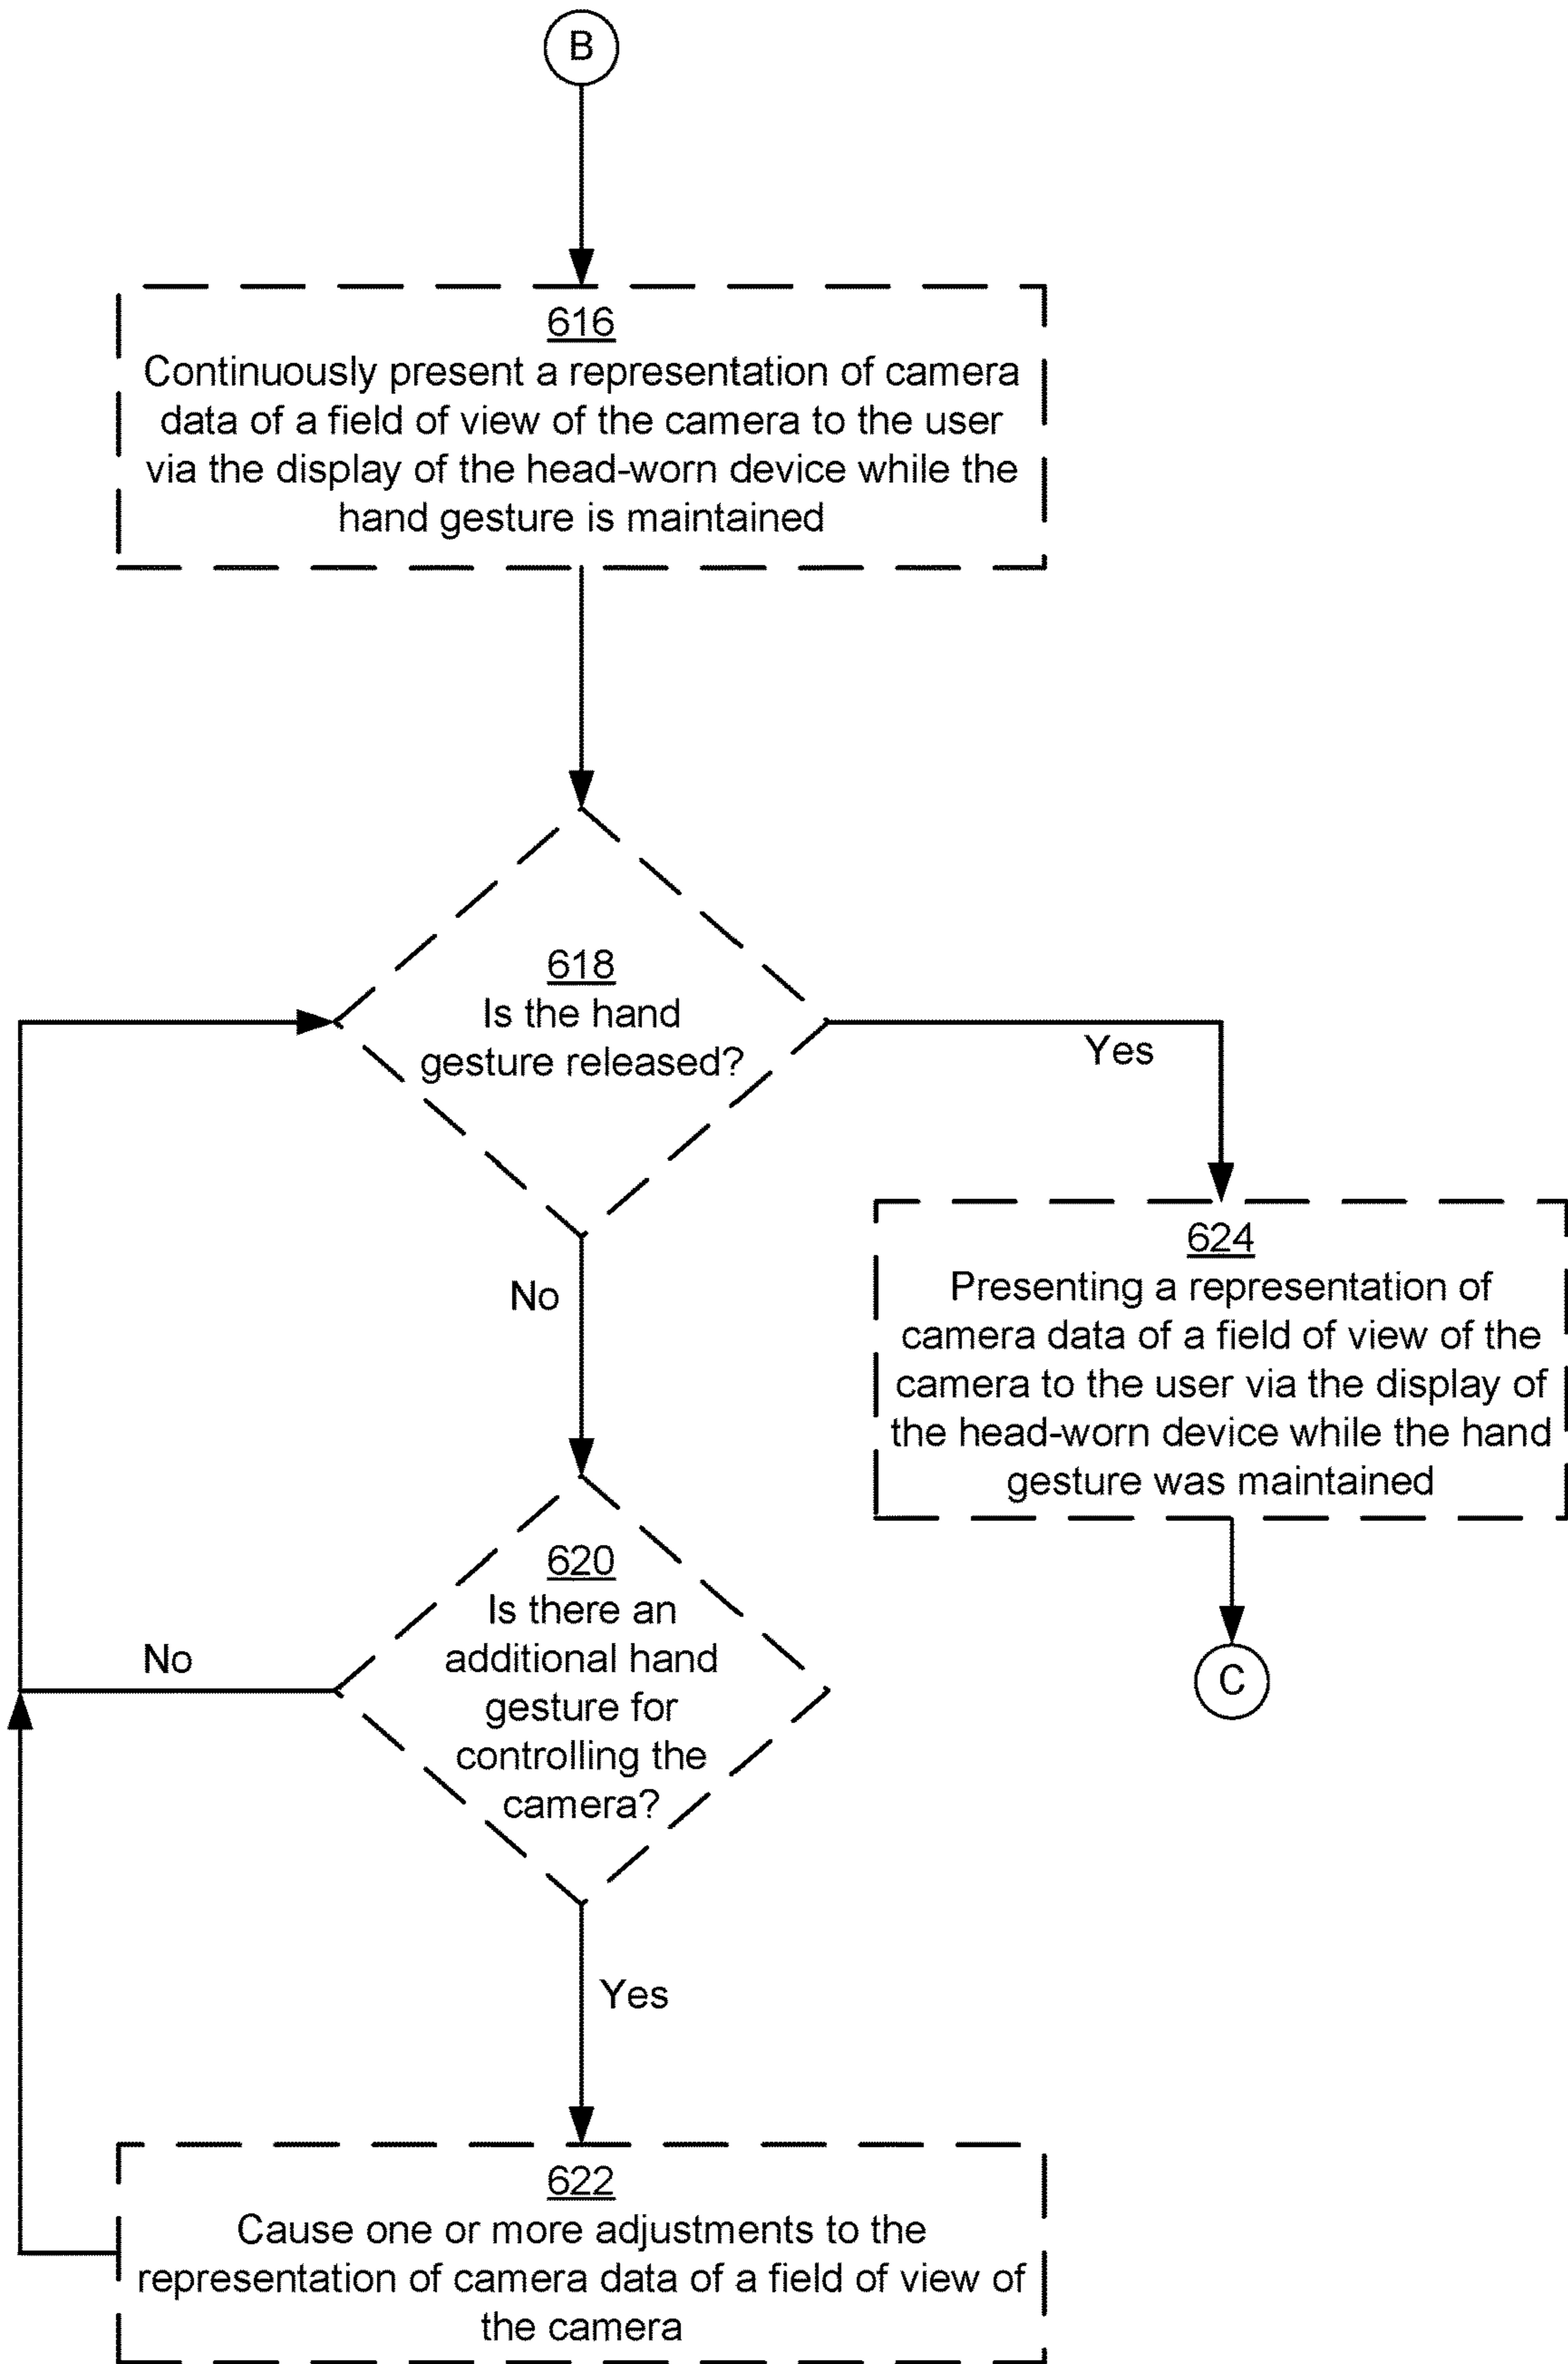 B
616
Continuously present a representation of camera
data of a field of view of the camera to the user
via the display of the head-worn device while the
hand gesture is maintained
618
Is the hand
gesture released?
Yes
No
624
Presenting a representation of
camera data of a field of view of the
camera to the user via the display of
the head-worn device while the hand
gesture was maintained
C
620
Is there an
additional hand
gesture for
controlling the
camera?
No
Yes
622
Cause one or more adjustments to the
representation of camera data of a field of view of
the camera